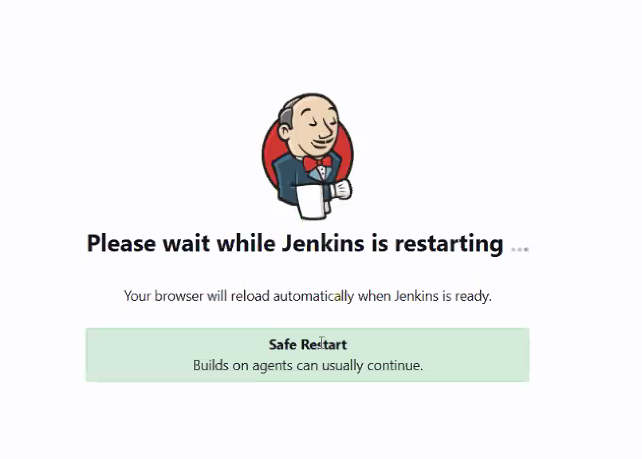 Please wait while Jenkins is restarting ...
Your browser will reload automatically when Jenkins is ready.
Safe Restart
Builds on agents can usually continue.